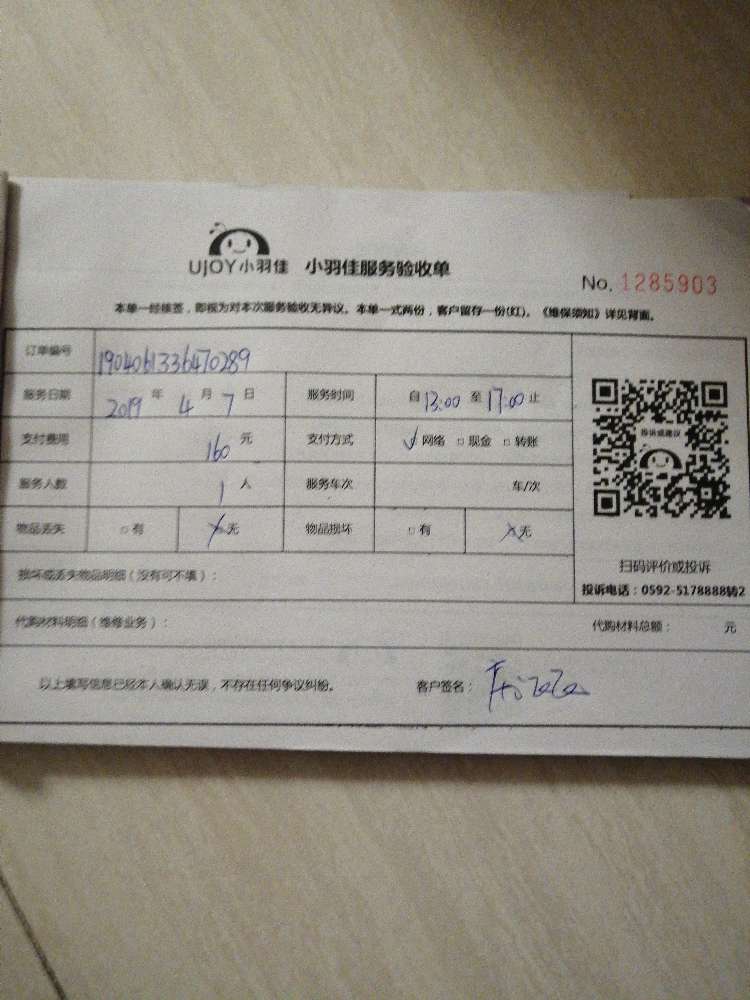 UJOY小羽佳 小羽佳服务验收单
No. 1285903
本单一经核签，即视为对本次服务验收无异议。本单一式两份，客户留存一份(红)。《维保须知》详见背面。
订单编号 1904061336470289
服务日期 2019 年 4 月 7 日 服务时间 自 13:00 至 17:00 止
支付费用 160 元 支付方式 ✓网络 □现金 □转账
投诉或建议
服务人数 1 人 服务车次 车/次
物品丢失 □有 无 物品损坏 □有 无
扫码评价或投诉
损坏或丢失物品明细（没有可不填）：
投诉电话：0592-5178888转2
代购材料明细（维修业务）： 代购材料总额： 元
以上填写信息已经本人确认无误，不存在任何争议纠纷。 客户签名：